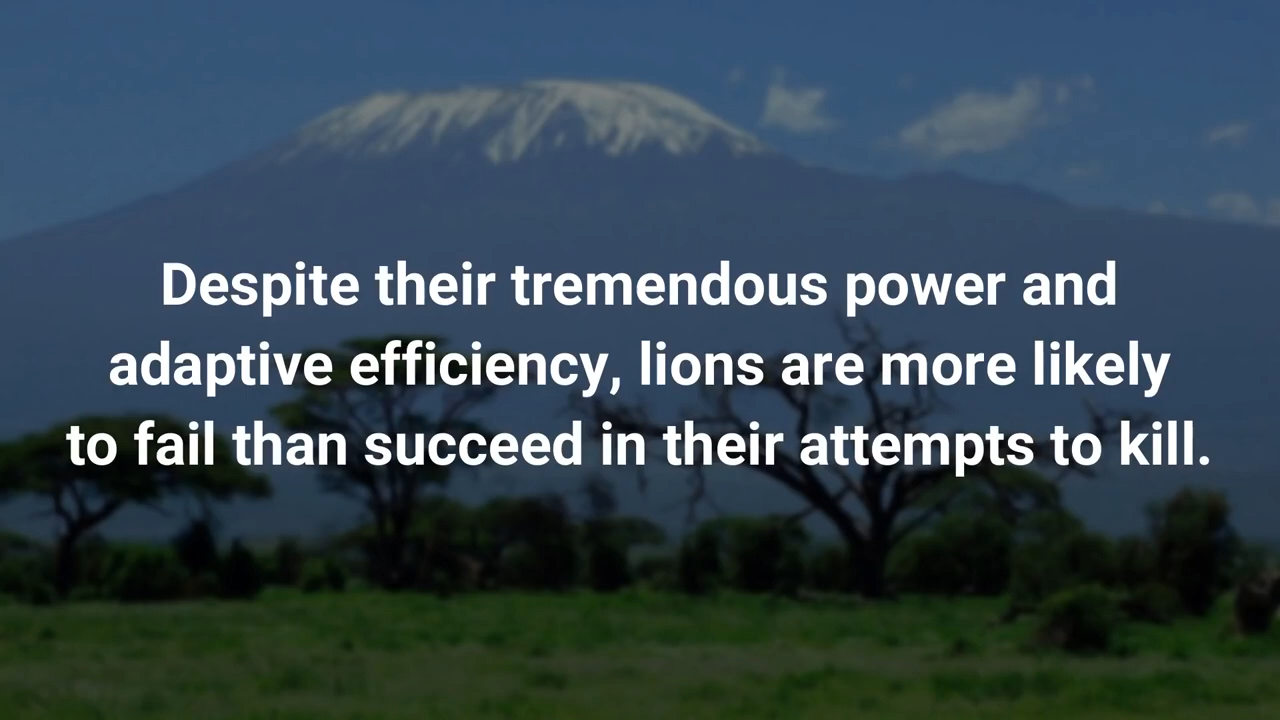 Despite their tremendous power and
adaptive efficiency, lions are more likely
to fail than succeed in their attempts to kill.